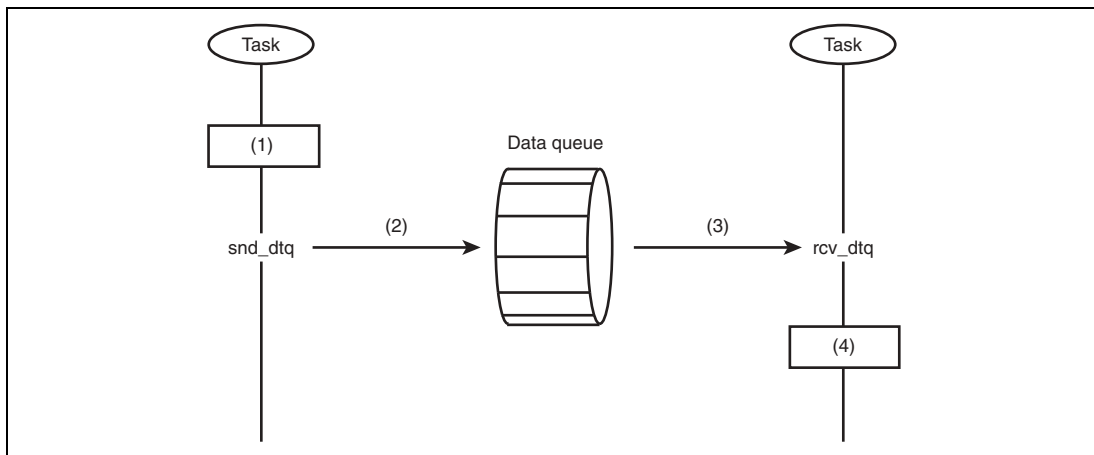 Task
Task
(1)
Data queue
(2)
(3)
snd_dtq
rcv_dtq
(4)